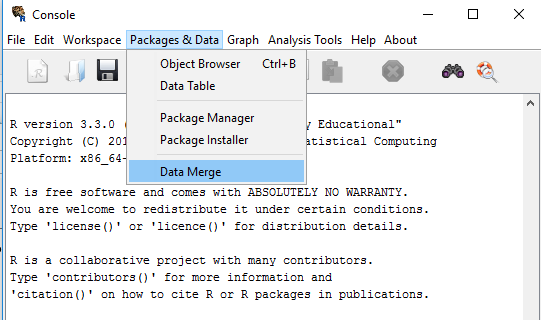 Console
File Edit Workspace Packages & Data Graph Analysis Tools Help About
Object Browser Ctrl+B
Data Table
Package Manager
Package Installer
Data Merge
R version 3.3.0 ( y Educational"
Copyright (C) 201 tatistical Computing
Platform: x86_64-
R is free software and comes with ABSOLUTELY NO WARRANTY.
You are welcome to redistribute it under certain conditions.
Type 'license()' or 'licence()' for distribution details.
R is a collaborative project with many contributors.
Type 'contributors()' for more information and
'citation()' on how to cite R or R packages in publications.